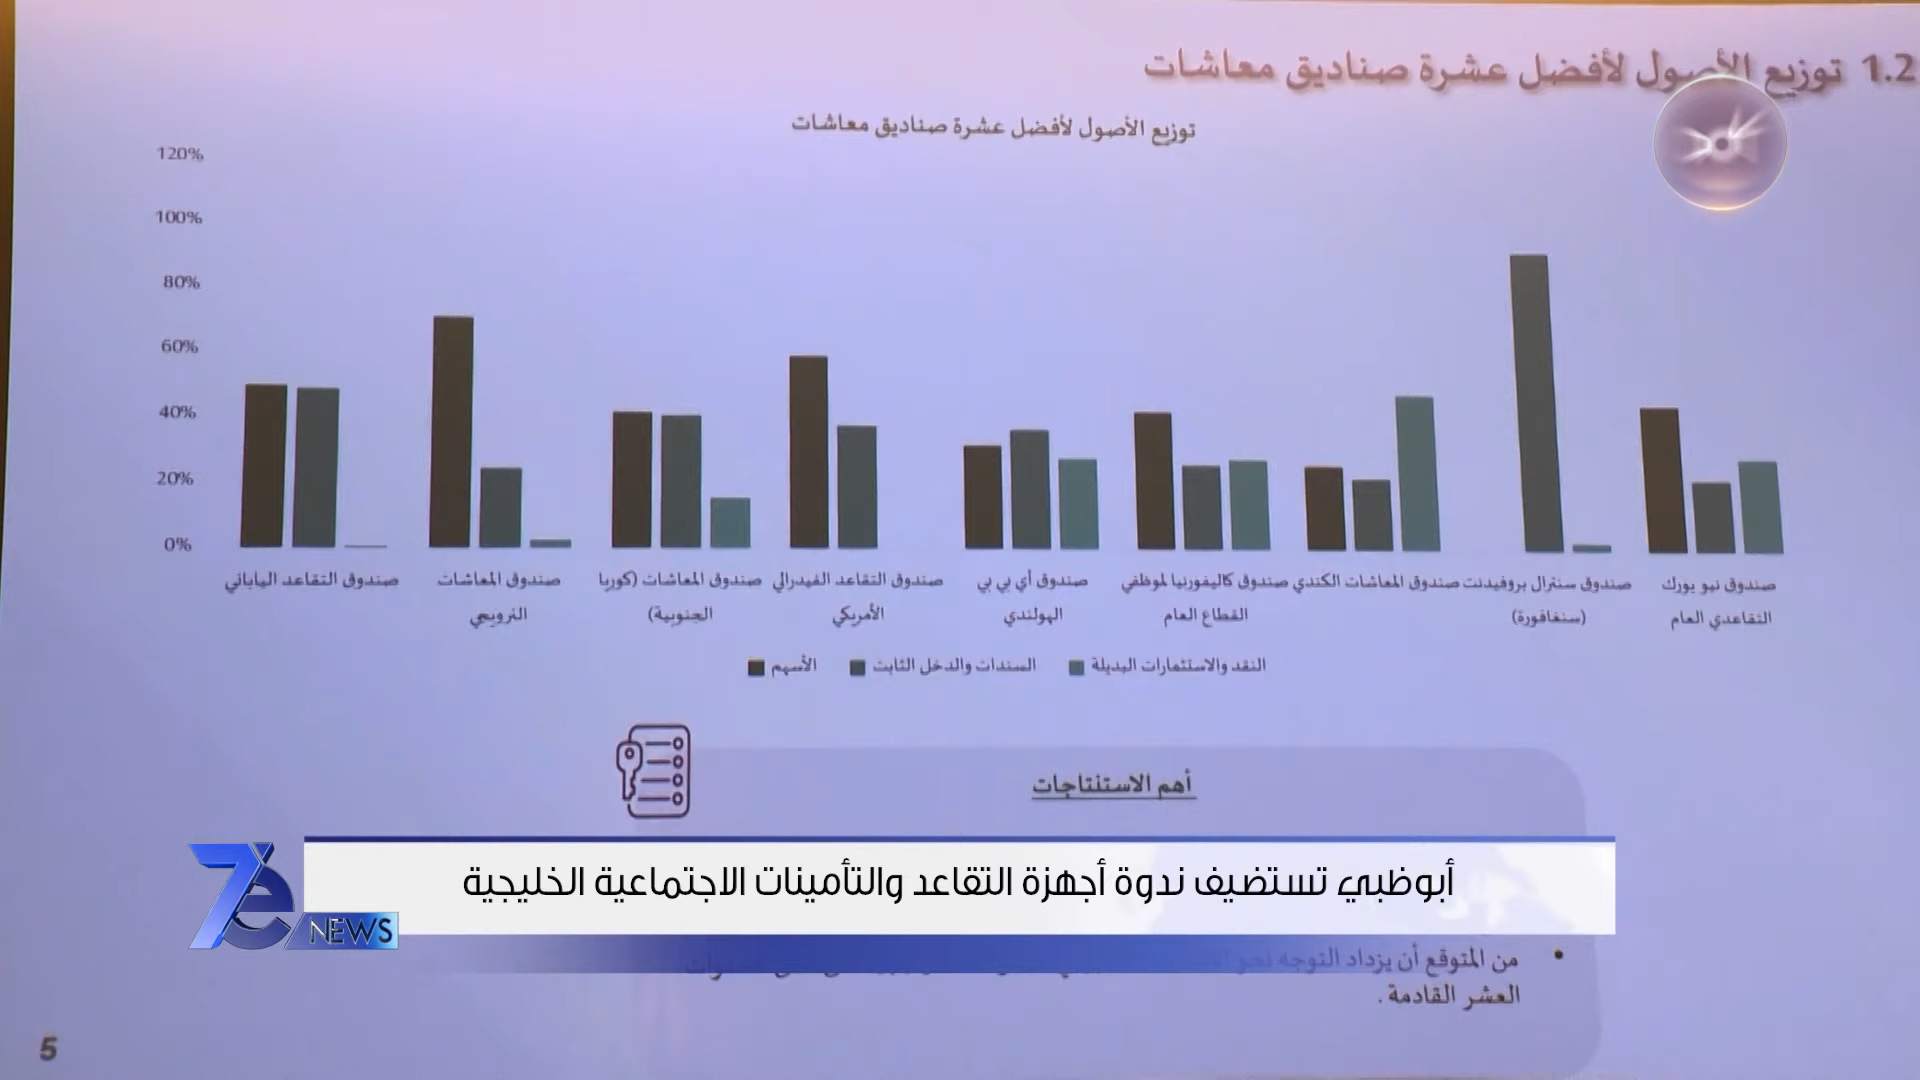 1.2 توزيع الأصول لأفضل عشرة صناديق معاشات
توزيع الأصول لأفضل عشرة صناديق معاشات
120%
100%
80%
60%
40%
20%
0%
صندوق التقاعد الياباني
صندوق المعاشات
النرويجي
صندوق المعاشات (كوريا
الجنوبية)
صندوق التقاعد الفيدرالي
الأمريكي
صندوق أي بي بي
الهولندي
صندوق كاليفورنيا لموظفي
القطاع العام
صندوق المعاشات الكندي
صندوق سنترال بروفيدنت
(سنغافورة)
صندوق نيو يورك
التقاعدي العام
الأسهم
السندات والدخل الثابت
النقد والاستثمارات البديلة
أهم الاستنتاجات
أبوظبي تستضيف ندوة أجهزة التقاعد والتأمينات الاجتماعية الخليجية
7e
NEWS
• من المتوقع أن يزداد التوجه نحو
العشر القادمة .
5